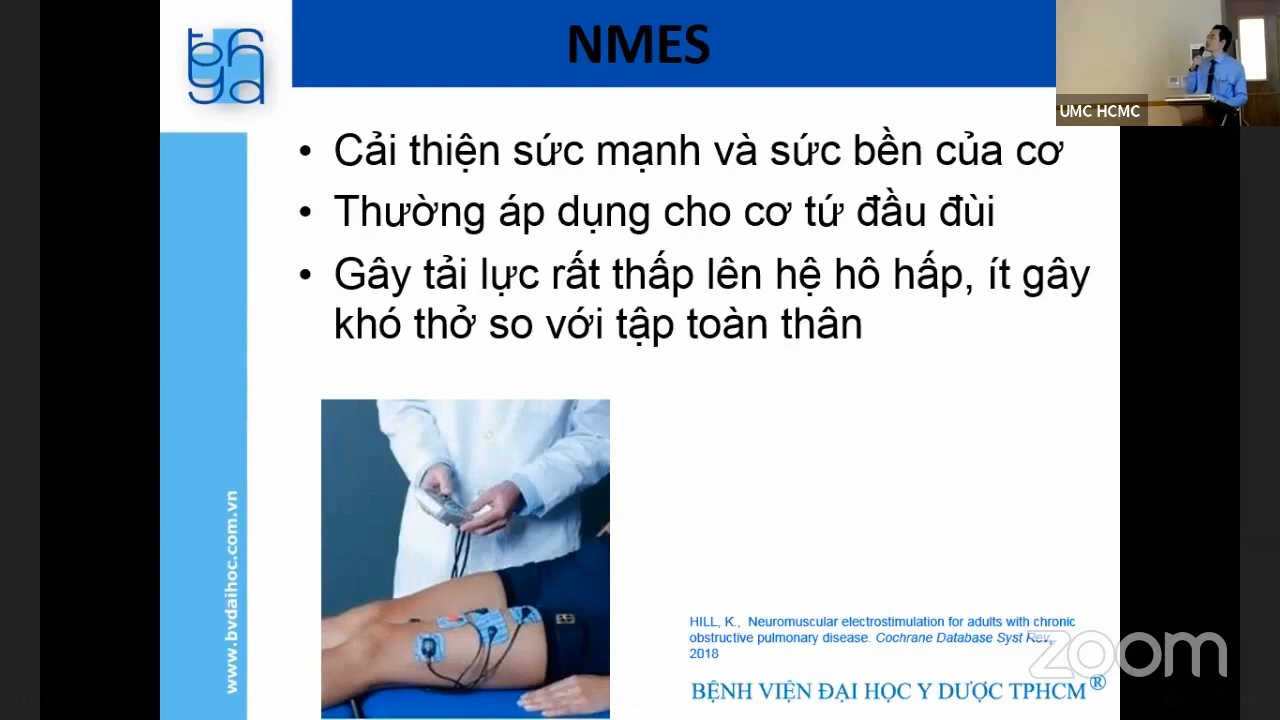 NMES
UMC HCMC
• Cải thiện sức mạnh và sức bền của cơ
• Thường áp dụng cho cơ tứ đầu đùi
• Gây tải lực rất thấp lên hệ hô hấp, ít gây
khó thở so với tập toàn thân
www.bvdaihoc.com.vn
HILL, K., Neuromuscular electrostimulation for adults with chronic
obstructive pulmonary disease. Cochrane Database Syst Rev,
2018
zoom
BỆNH VIỆN ĐẠI HỌC Y DƯỢC TPHCM®